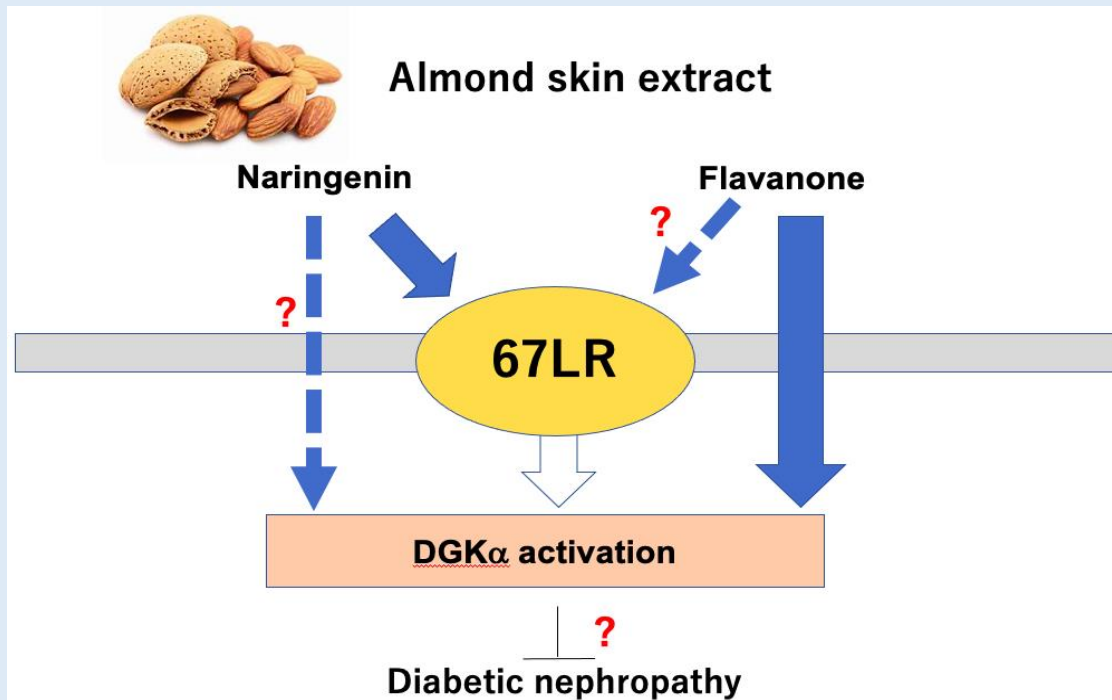 Almond skin extract
Naringenin
Flavanone
?
?
67LR
DGKα activation
?
Diabetic nephropathy